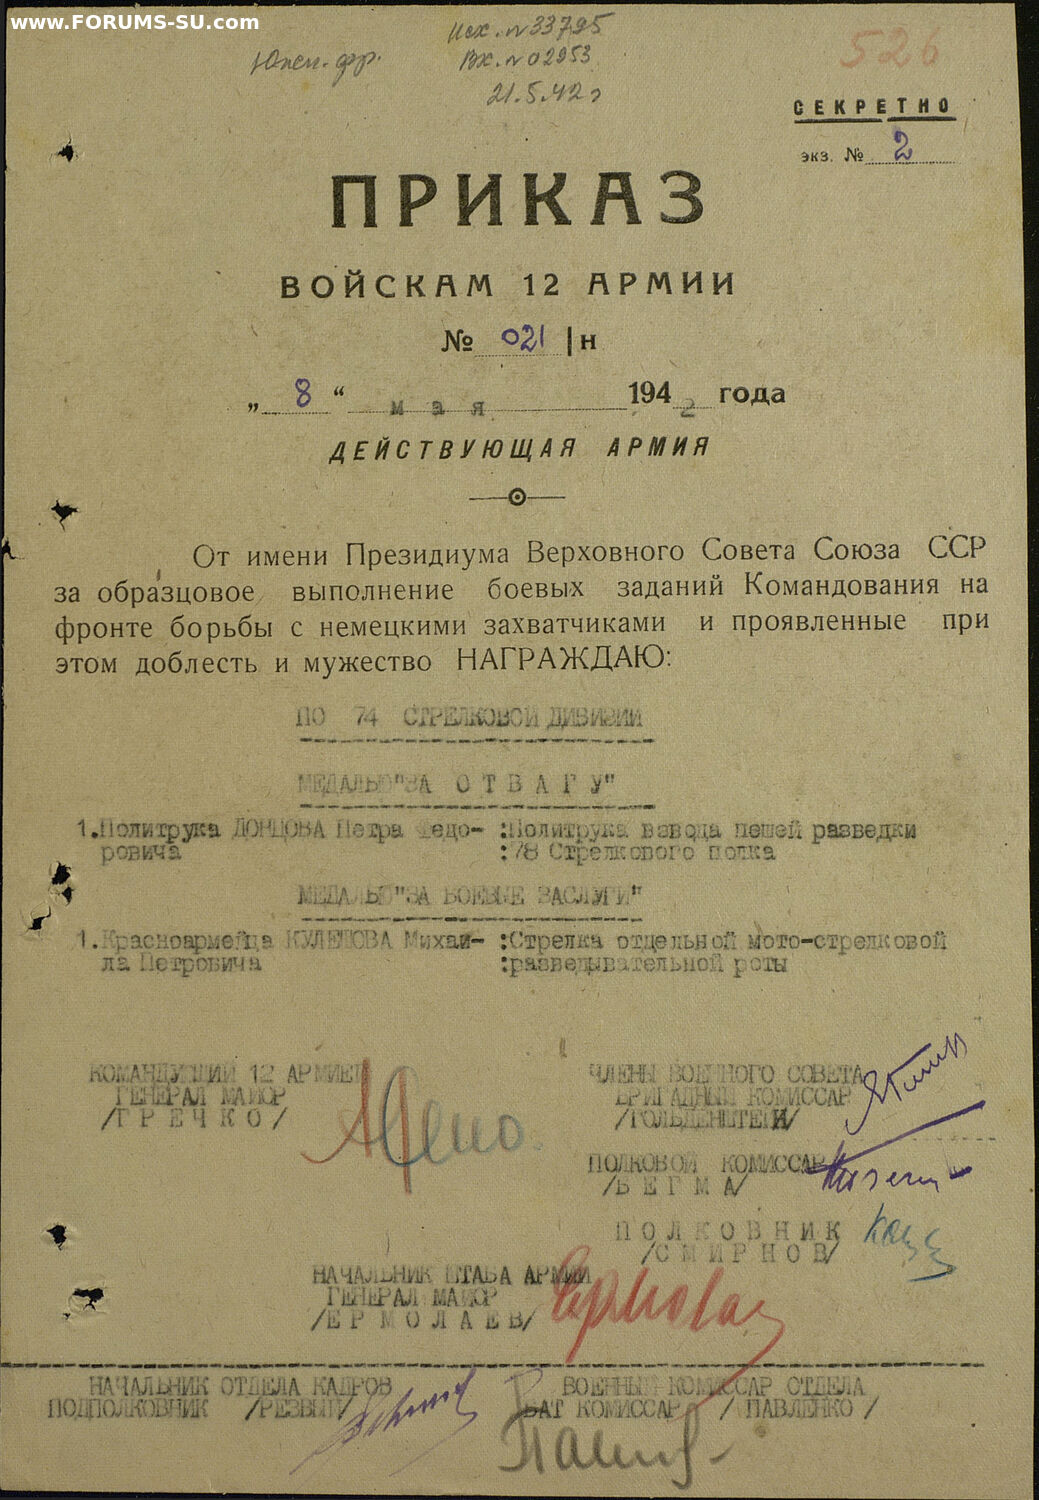 www.FORUMS-SU.com
Исх. №33795
Южн. фр.
Вх. №02953
21.5.42г
526
СЕКРЕТНО
экз. № 2
ПРИКАЗ
ВОЙСКАМ 12 АРМИИ
№ 021 |н
„ 8 “ мая 1942 года
ДЕЙСТВУЮЩАЯ АРМИЯ
От имени Президиума Верховного Совета Союза ССР
за образцовое выполнение боевых заданий Командования на
фронте борьбы с немецкими захватчиками и проявленные при
этом доблесть и мужество НАГРАЖДАЮ:
ПО 74 СТРЕЛКОВОЙ ДИВИЗИИ
МЕДАЛЬЮ"ЗА ОТВАГУ"
1.Политрука ДОНЦОВА Петра Федо- :Политрука взвода пешей разведки
ровича :78 Стрелкового полка
МЕДАЛЬЮ"ЗА БОЕВЫЕ ЗАСЛУГИ"
1.Красноармейца КУЛЕШОВА Михаи- :Стрелка отдельной мото-стрелковой
ла Петровича :разведывательной роты
КОМАНДУЮЩИЙ 12 АРМИЕЙ
ГЕНЕРАЛ МАЙОР
/ГРЕЧКО/
ЧЛЕНЫ ВОЕННОГО СОВЕТА
БРИГАДНЫЙ КОМИССАР
/ГОЛЬДЕНШТЕЙН/
ПОЛКОВОЙ КОМИССАР
/БЕГМА/
ПОЛКОВНИК
/СМИРНОВ/
НАЧАЛЬНИК ШТАБА АРМИИ
ГЕНЕРАЛ МАЙОР
/ЕРМОЛАЕВ/
НАЧАЛЬНИК ОТДЕЛА КАДРОВ
ПОДПОЛКОВНИК /РЕЗВЫЙ/
ВОЕННЫЙ КОМИССАР ОТДЕЛА
БАТ КОМИССАР /ПАВЛЕНКО/